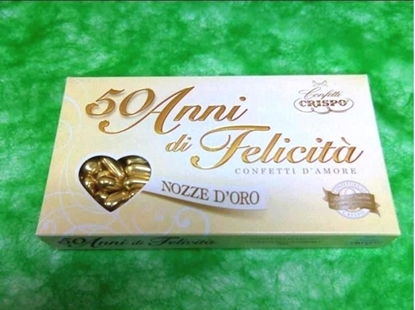 Confetti
CRISPO
50 Anni
di Felicità
CONFETTI D'AMORE
NOZZE D'ORO
50 Anni di Felicità